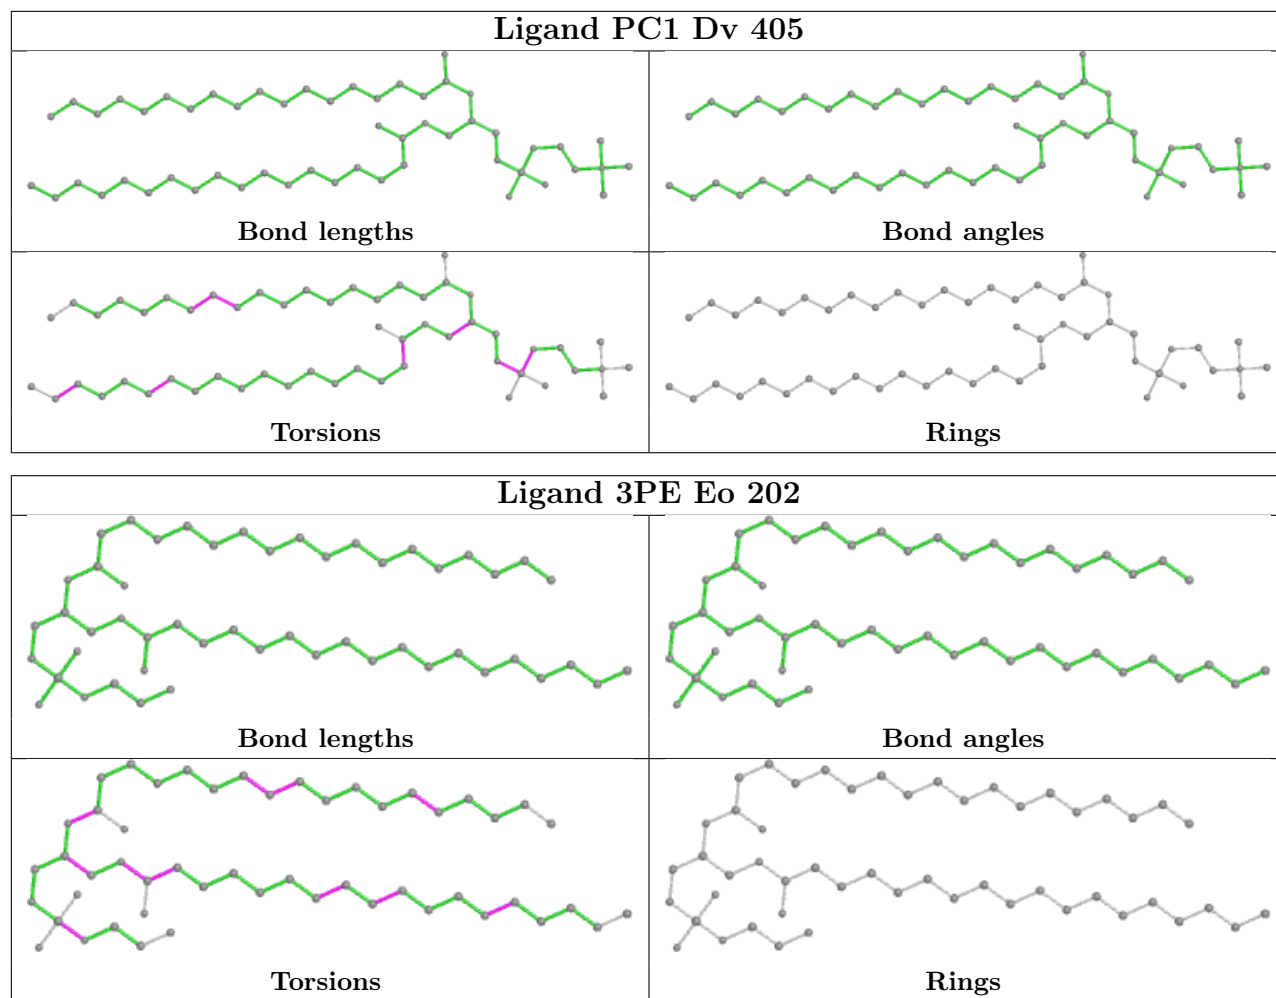 Ligand PC1 Dv 405
Bond lengths
Bond angles
Torsions
Rings
Ligand 3PE Eo 202
Bond lengths
Bond angles
Torsions
Rings